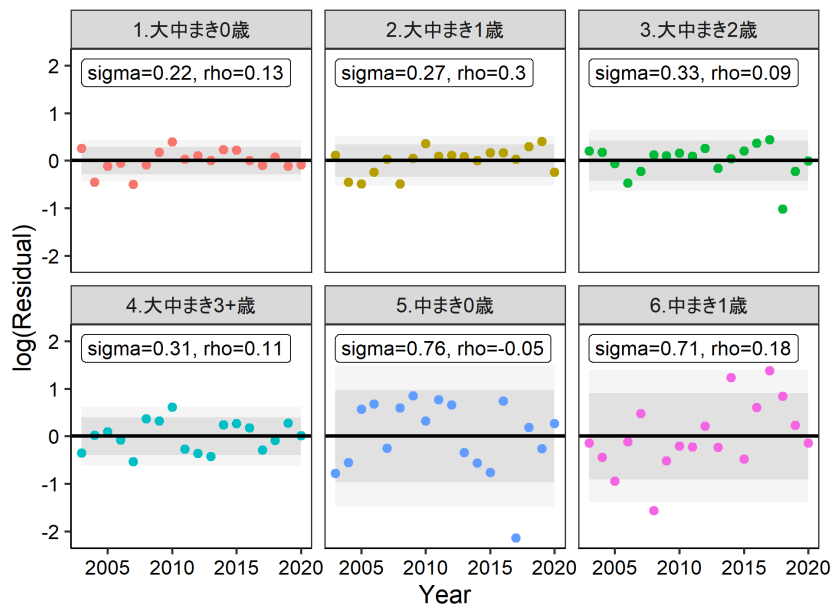 1.大中まき0歳
2.大中まき1歳
3.大中まき2歳
sigma=0.22, rho=0.13
sigma=0.27, rho=0.3
sigma=0.33, rho=0.09
2
1
0
-1
-2
4.大中まき3+歳
5.中まき0歳
6.中まき1歳
sigma=0.31, rho=0.11
sigma=0.76, rho=-0.05
sigma=0.71, rho=0.18
2
1
0
-1
-2
log(Residual)
2005 2010 2015 2020
2005 2010 2015 2020
2005 2010 2015 2020
Year